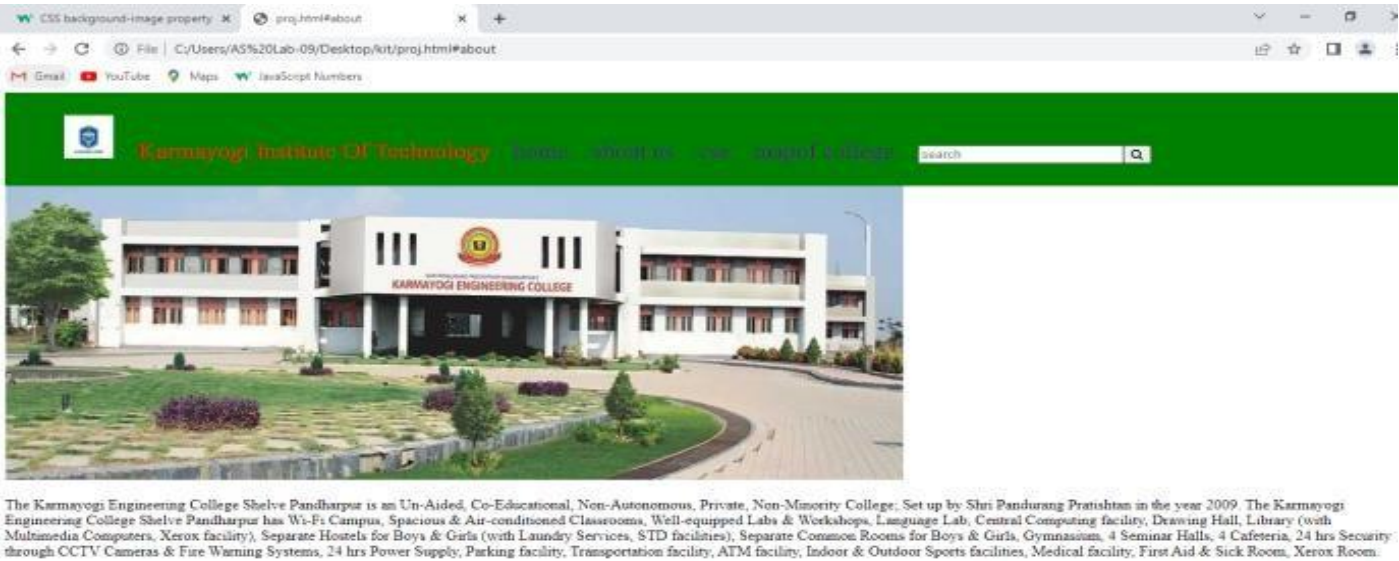 CSS background-image property
proj.html#about
File C:/Users/AS%20Lab-09/Desktop/kit/proj.html#about
Gmail YouTube Maps JavaScript Numbers
Karmayogi Institute Of Technology home about us cse mapof college search
KARMAYOGI ENGINEERING COLLEGE
The Karmayogi Engineering College Shelve Pandharpur is an Un-Aided, Co-Educational, Non-Autonomous, Private, Non-Minority College; Set up by Shri Pandurang Pratishtan in the year 2009. The Karmayogi
Engineering College Shelve Pandharpur has Wi-Fi Campus, Spacious & Air-conditioned Classrooms, Well-equipped Labs & Workshops, Language Lab, Central Computing facility, Drawing Hall, Library (with
Multimedia Computers, Xerox facility), Separate Hostels for Boys & Girls (with Laundry Services, STD facilities), Separate Common Rooms for Boys & Girls, Gymnasium, 4 Seminar Halls, 4 Cafeteria, 24 hrs Security
through CCTV Cameras & Fire Warning Systems, 24 hrs Power Supply, Parking facility, Transportation facility, ATM facility, Indoor & Outdoor Sports facilities, Medical facility, First Aid & Sick Room, Xerox Room.